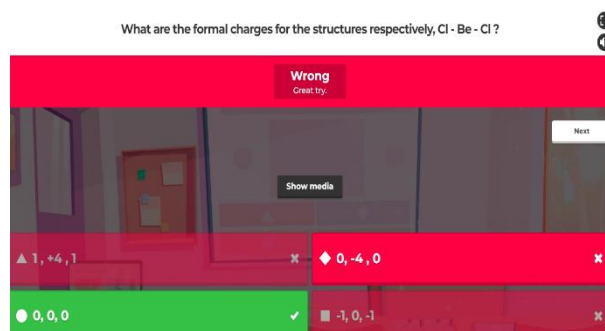 What are the formal charges for the structures respectively, Cl - Be - Cl ?
Wrong
Great try.
Next
Show media
1, +4, 1
0, -4, 0
0, 0, 0
-1, 0, -1